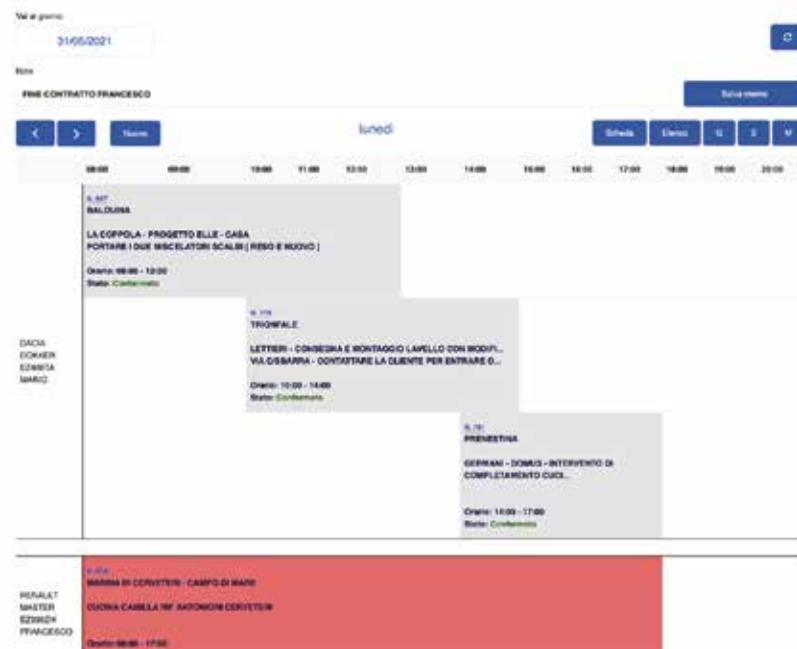 Vai al giorno
31/05/2021
Note
FINE CONTRATTO FRANCESCO
Salva memo
Nuovo
lunedì
Scheda
Elenco
G
S
M
08:00 09:00 10:00 11:00 12:00 13:00 14:00 15:00 16:00 17:00 18:00 19:00 20:00
BALDUINA
LA COPPOLA - PROGETTO ELLE - CASA
PORTARE I DUE MISCELATORI SCALBI [ RESO E NUOVO ]
Orario: 08:00 - 12:00
Stato: Confermato
TRIONFALE
LETTIERI - CONSEGNA E MONTAGGIO LAVELLO CON MODIFI...
VIA - CONTATTARE LA CLIENTE PER ENTRARE
Orario: 10:00 - 14:00
Stato: Confermato
DACIA
DOKKER
MARIO
PRENESTINA
GERMANI - DOMUS - INTERVENTO DI
COMPLETAMENTO CUCI...
Orario: 14:00 - 17:00
Stato: Confermato
MARINA DI CERVETERI - CAMPO DI MARE
CUCINA CAMILLA RIF ANTONIONI CERVETERI
Orario: 08:00 - 17:00
RENAULT
MASTER
FRANCESCO